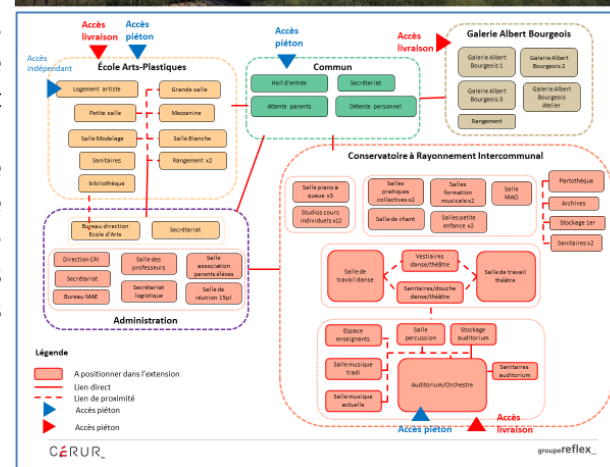 Accès
livraison
Accès
piéton
Accès
indépendant
École Arts-Plastiques
Logement artiste
Grande salle
Petite salle
Mezzanine
Salle Modelage
Salle Blanche
Sanitaires
Rangement x2
bibliothèque
Accès
piéton
Commun
Hall d'entrée
Secrétariat
Attente parents
Détente personnel
Accès
livraison
Galerie Albert Bourgeois
Galerie Albert
Bourgeois 1
Galerie Albert
Bourgeois 2
Galerie Albert
Bourgeois 3
Galerie Albert
Bourgeois
Atelier
Rangement
Bureau direction
Ecole d'Arts
Secrétariat
Direction CRI
Salle des
professeurs
Salle
association
parents élèves
Secrétariat
Secrétariat
logistique
Salle de
réunion 15pl
Bureau MAE
Administration
Conservatoire à Rayonnement Intercommunal
Salle piano à
queue x3
Studios cours
individuels x12
Salles
pratiques
collectives x2
Salles
formation
musicale x2
Salle
MAO
Salle de chant
Salles petite
enfance x2
Partothèque
Archives
Stockage 1er
Sanitaires x2
Salle de
travail danse
Vestiaires
danse/théâtre
Sanitaires/douche
danse/théâtre
Salle de travail
théâtre
Espace
enseignants
Salle
percussion
Stockage
auditorium
Salle musique
tradi
Auditorium/Orchestre
Sanitaires
auditorium
Salle musique
actuelle
Accès piéton
Accès
livraison
Légende
A positionner dans l'extension
Lien direct
Lien de proximité
Accès piéton
Accès piéton
CÉRUR_
groupereflex_